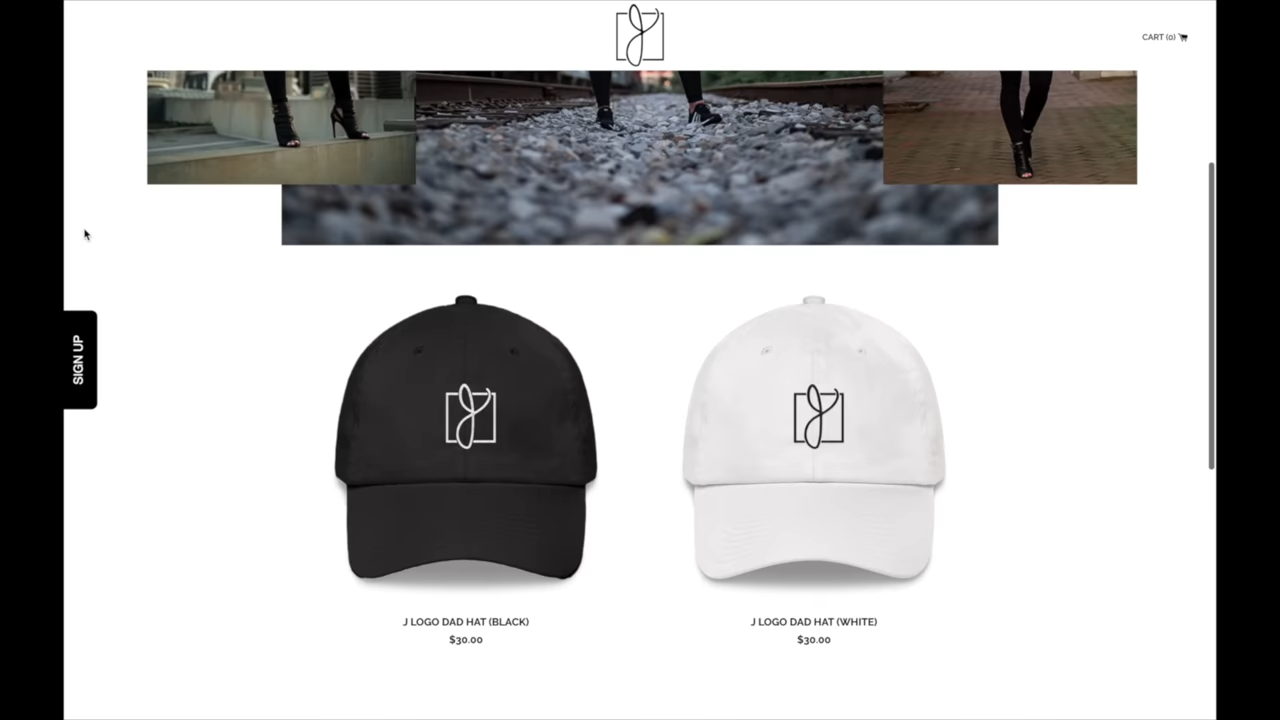 CART (0)
SIGN UP
J LOGO DAD HAT (BLACK)
$30.00
J LOGO DAD HAT (WHITE)
$30.00